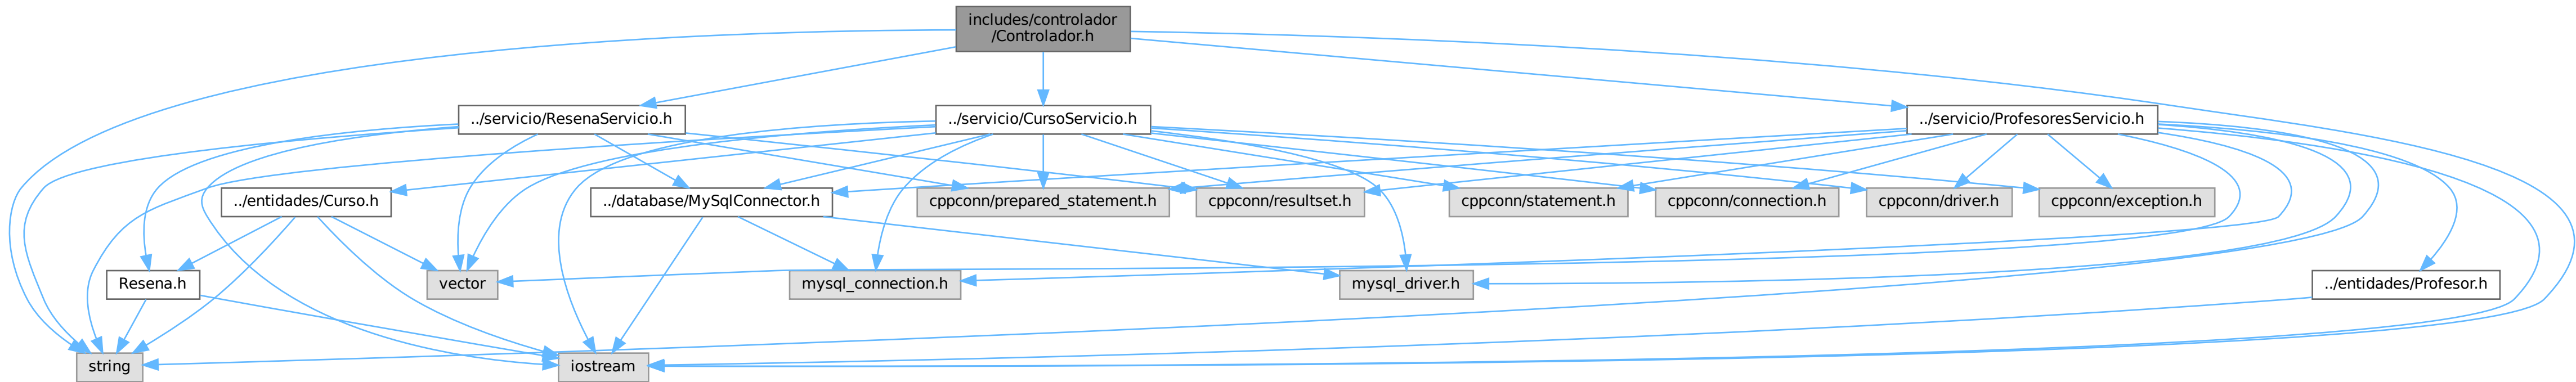 includes/controlador
/Controlador.h
../servicio/ResenaServicio.h
../servicio/CursoServicio.h
../servicio/ProfesoresServicio.h
../entidades/Curso.h
../database/MySqlConnector.h
cppconn/prepared_statement.h
cppconn/resultset.h
cppconn/statement.h
cppconn/connection.h
cppconn/driver.h
cppconn/exception.h
Resena.h
vector
mysql_connection.h
mysql_driver.h
../entidades/Profesor.h
string
iostream